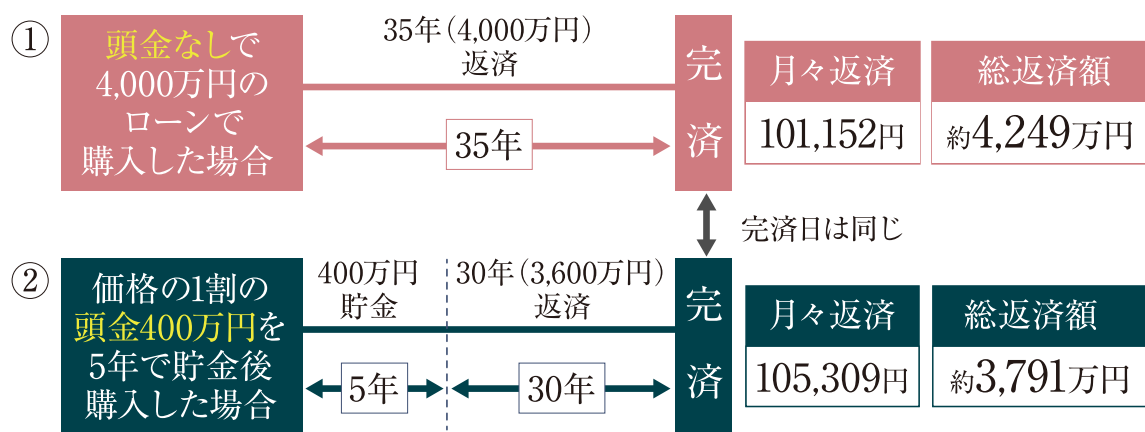 ①
頭金なしで
4,000万円の
ローンで
購入した場合
35年（4,000万円）
返済
35年
完
済
月々返済
101,152円
総返済額
約4,249万円
完済日は同じ
②
価格の1割の
頭金400万円を
5年で貯金後
購入した場合
400万円
貯金
30年（3,600万円）
返済
5年
30年
完
済
月々返済
105,309円
総返済額
約3,791万円